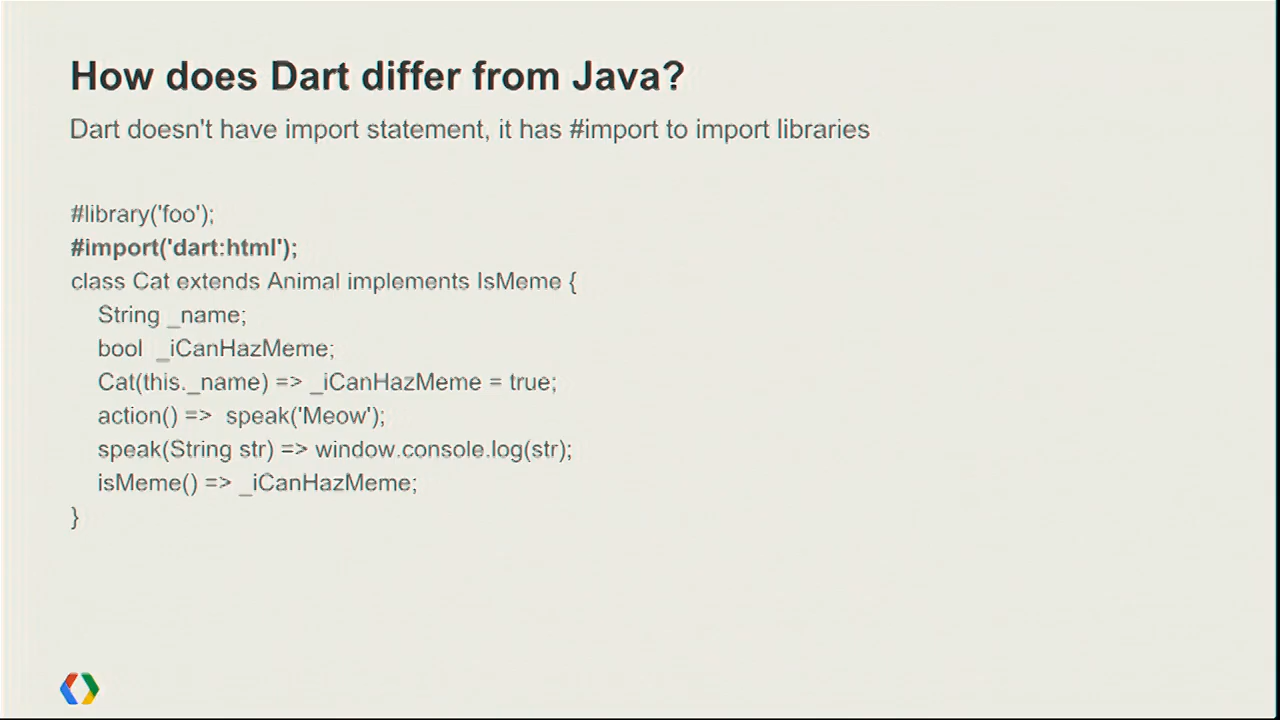 How does Dart differ from Java?
Dart doesn't have import statement, it has #import to import libraries
#library('foo');
#import('dart:html');
class Cat extends Animal implements IsMeme {
String _name;
bool _iCanHazMeme;
Cat(this._name) => _iCanHazMeme = true;
action() => speak('Meow');
speak(String str) => window.console.log(str);
isMeme() => _iCanHazMeme;
}